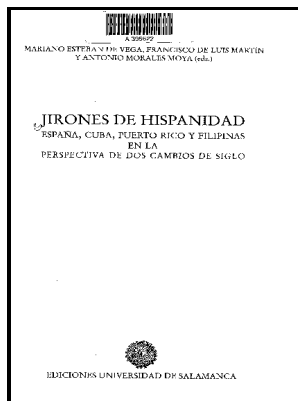 A 395672
MARIANO ESTEBAN DE VEGA, FRANCISCO DE LUIS MARTÍN
Y ANTONIO MORALES MOYA (eds.)
JIRONES DE HISPANIDAD
ESPAÑA, CUBA, PUERTO RICO Y FILIPINAS
EN LA
PERSPECTIVA DE DOS CAMBIOS DE SIGLO
EDICIONES UNIVERSIDAD DE SALAMANCA